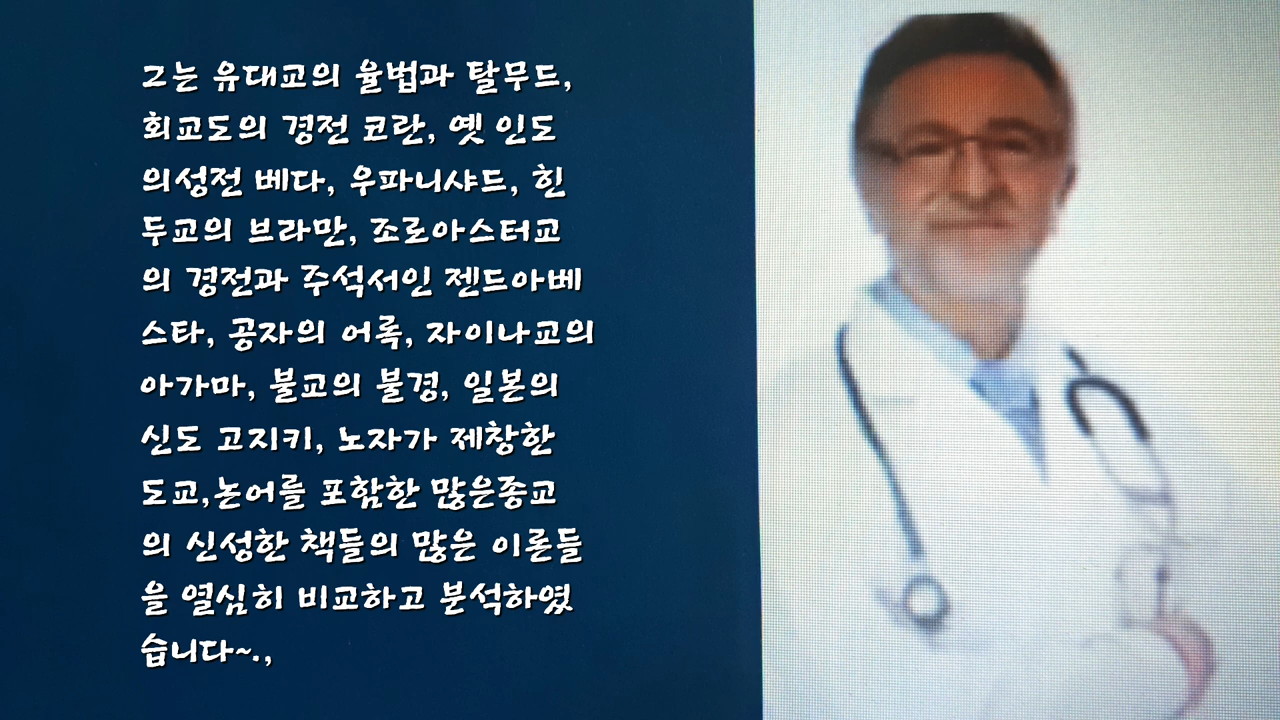 그는 유대교의 율법과 탈무드,
회교도의 경전 코란, 옛 인도
의성전 베다, 우파니샤드, 힌
두교의 브라만, 조로아스터교
의 경전과 주석서인 젠드아베
스타, 공자의 어록, 자이나교의
아가마, 불교의 불경, 일본의
신도 고지키, 노자가 제창한
도교,논어를 포함한 많은종교
의 신성한 책들의 많은 이론들
을 열심히 비교하고 분석하였
습니다~.,